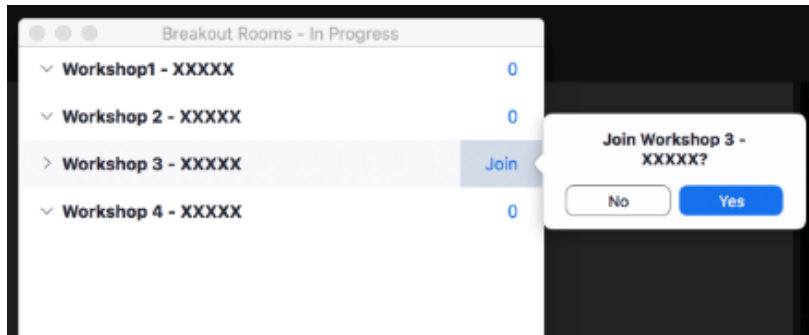 Breakout Rooms - In Progress
Workshop1 - XXXXX 0
Workshop 2 - XXXXX 0
Workshop 3 - XXXXX Join
Workshop 4 - XXXXX 0
Join Workshop 3 -
XXXXX?
No Yes